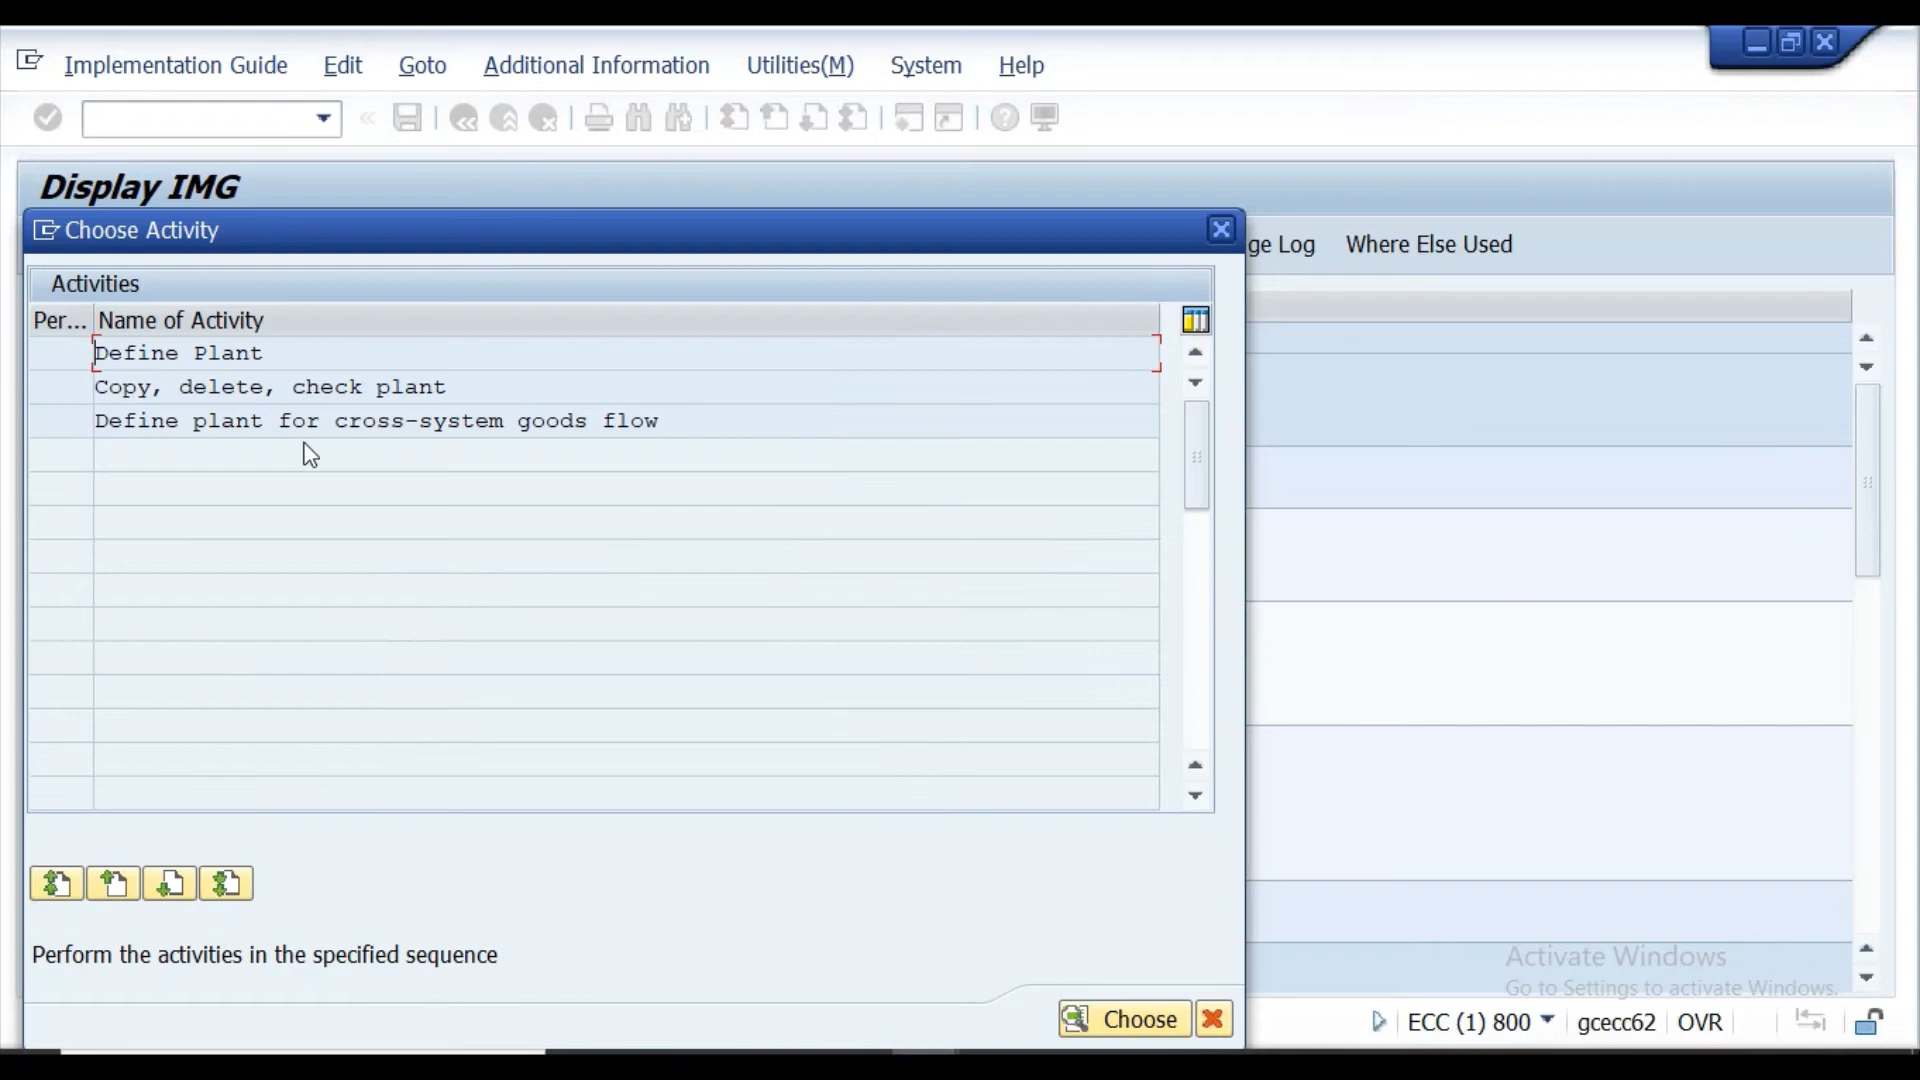 Implementation Guide Edit Goto Additional Information Utilities(M) System Help
Display IMG
Choose Activity
ge Log Where Else Used
Activities
Per... Name of Activity
Define Plant
Copy, delete, check plant
Define plant for cross-system goods flow
Perform the activities in the specified sequence
Activate Windows
Go to Settings to activate Windows.
Choose
ECC (1) 800 gcecc62 OVR